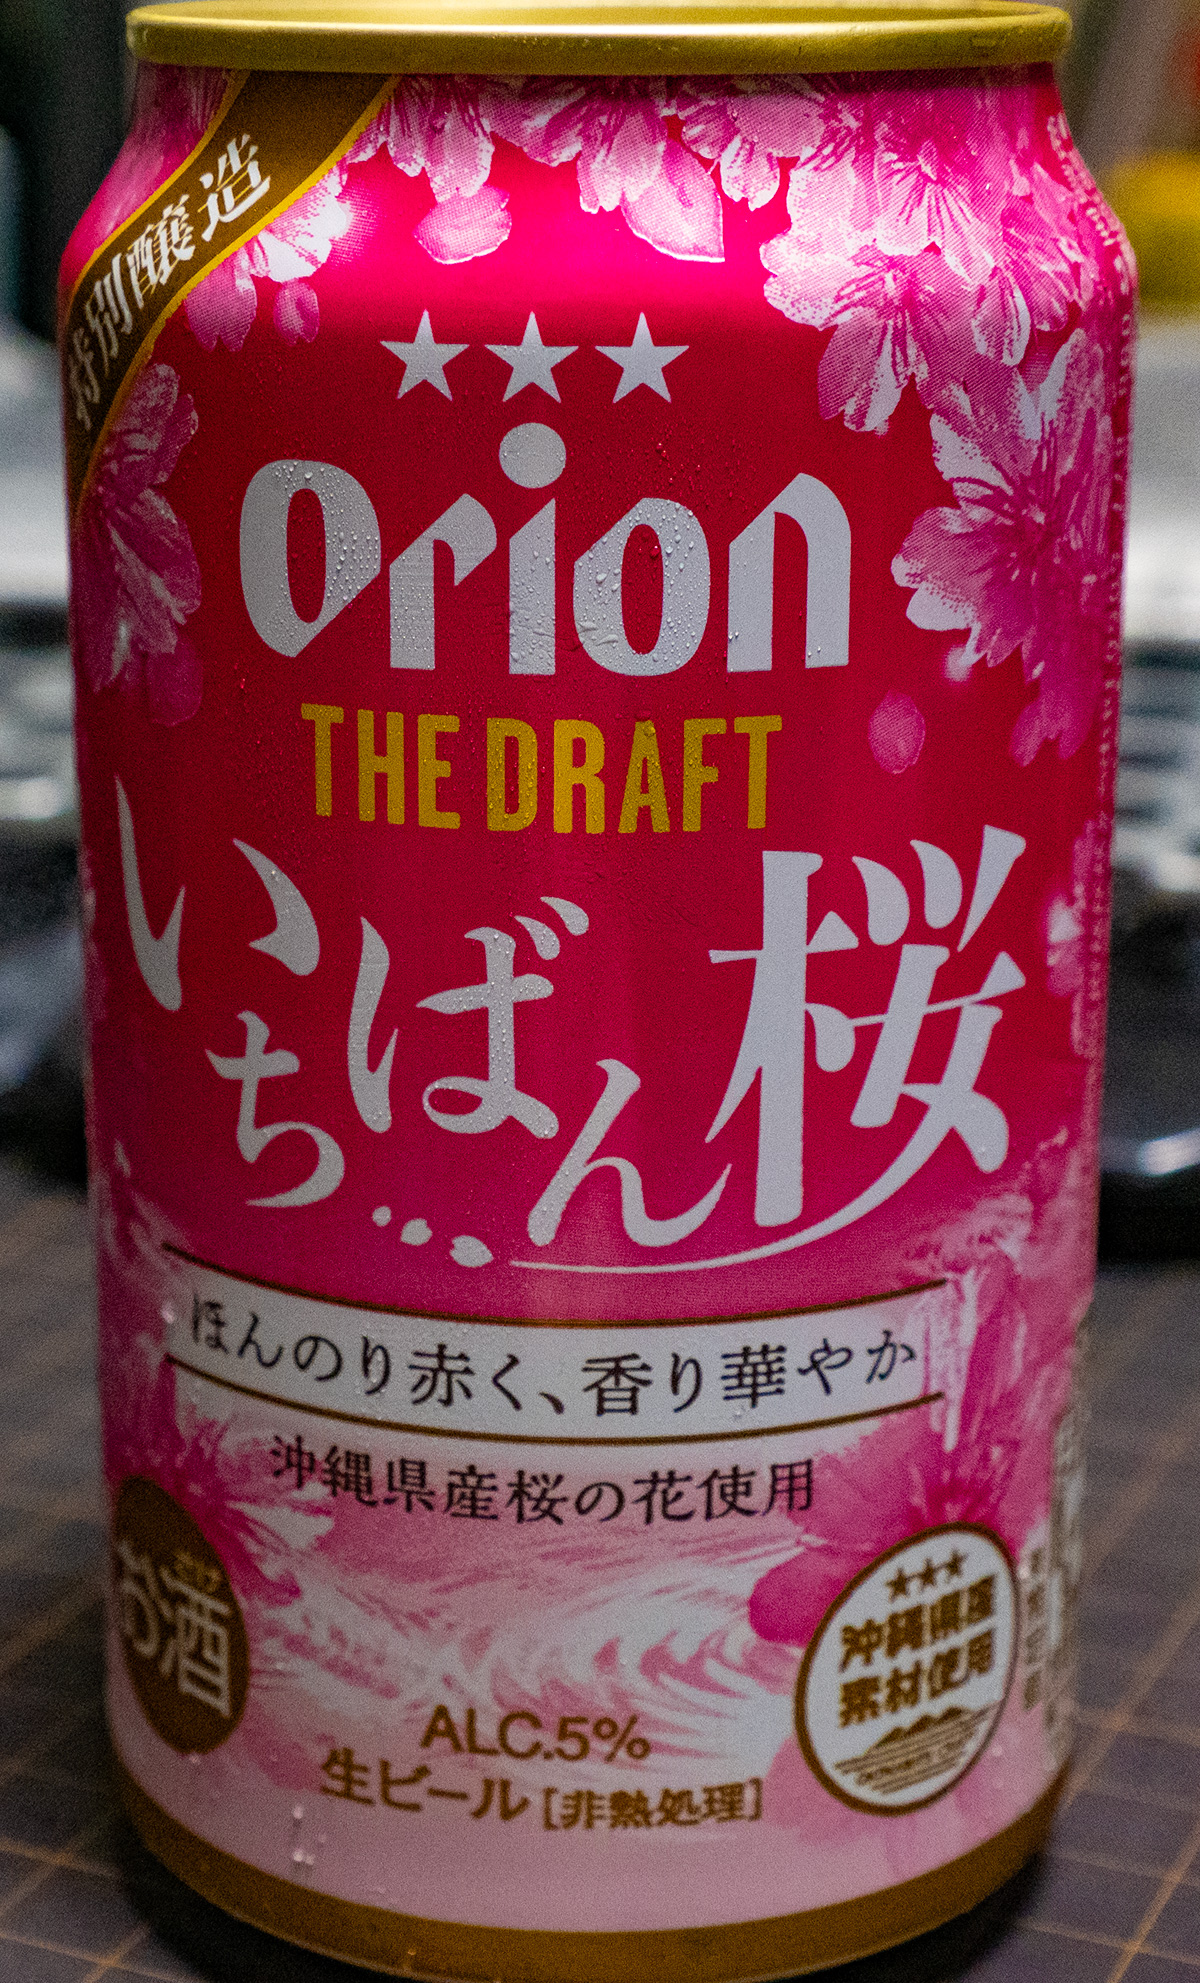 特別醸造
orion
THE DRAFT
いちばん桜
ほんのり赤く、香り華やか
沖縄県産桜の花使用
お酒
ALC.5%
生ビール[非熱処理]
沖縄県産
素材使用